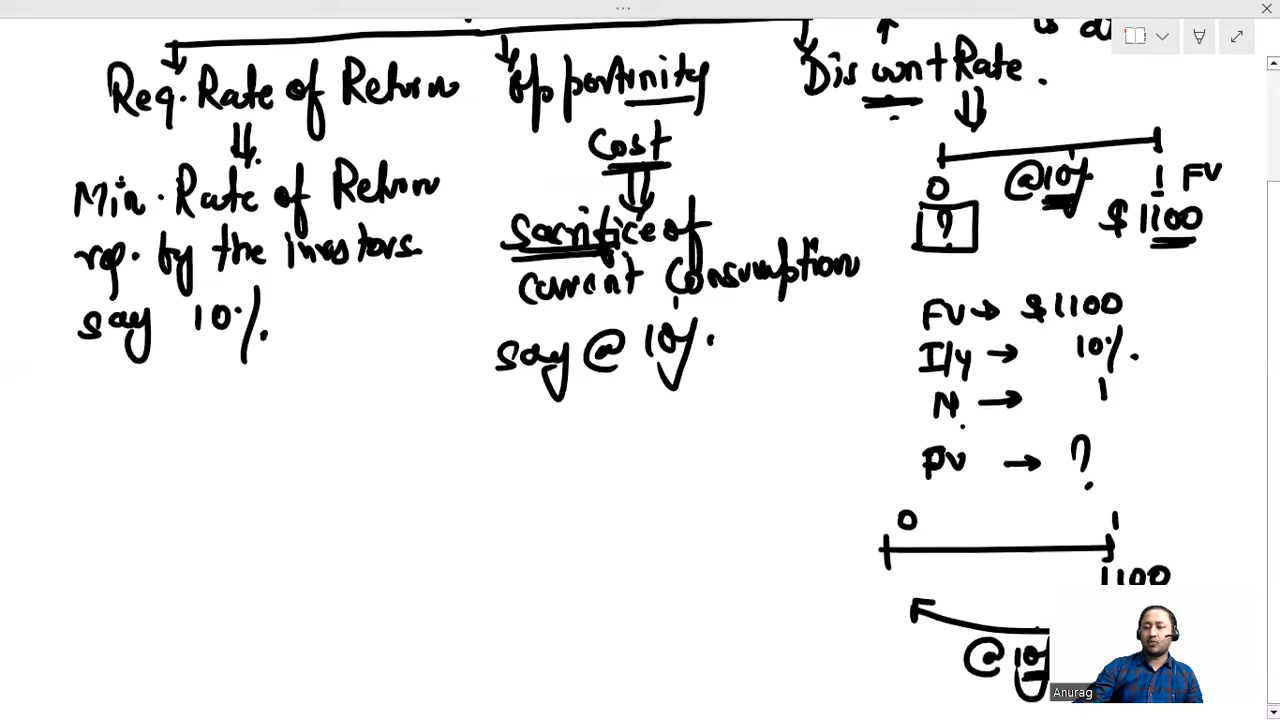 Req. Rate of Return
Min. Rate of Return
req. by the investors
say 10%.
opportunity
cost
sacrifice of
current consumption
say @ 10%.
is
Discount Rate.
0 @10% 1 FV
? $1100
FV → $1100
I/y → 10%.
N → 1
PV → ?
0 1
1100
@ 10%
Anurag